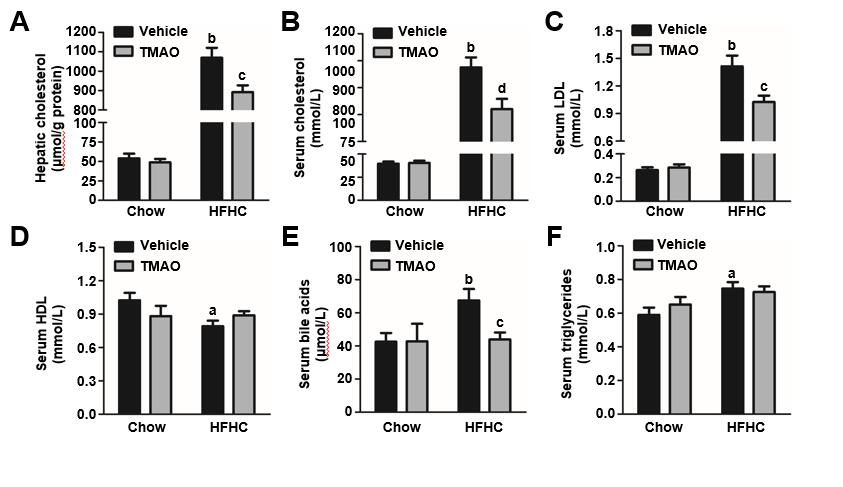 A
Hepatic cholesterol
(μmol/g protein)
1200
1100
1000
900
800
100
75
50
25
0
Vehicle
TMAO
b
c
Chow
HFHC
B
Serum cholesterol
(mmol/L)
1200
1100
1000
900
800
100
75
50
25
0
Vehicle
TMAO
b
d
Chow
HFHC
C
Serum LDL
(mmol/L)
1.8
1.5
1.2
0.9
0.6
0.4
0.2
0.0
Vehicle
TMAO
b
c
Chow
HFHC
D
Serum HDL
(mmol/L)
1.5
1.2
0.9
0.6
0.3
0.0
Vehicle
TMAO
a
Chow
HFHC
E
Serum bile acids
(μmol/L)
100
80
60
40
20
0
Vehicle
TMAO
b
c
Chow
HFHC
F
Serum triglycerides
(mmol/L)
1.0
0.8
0.6
0.4
0.2
0.0
Vehicle
TMAO
a
Chow
HFHC